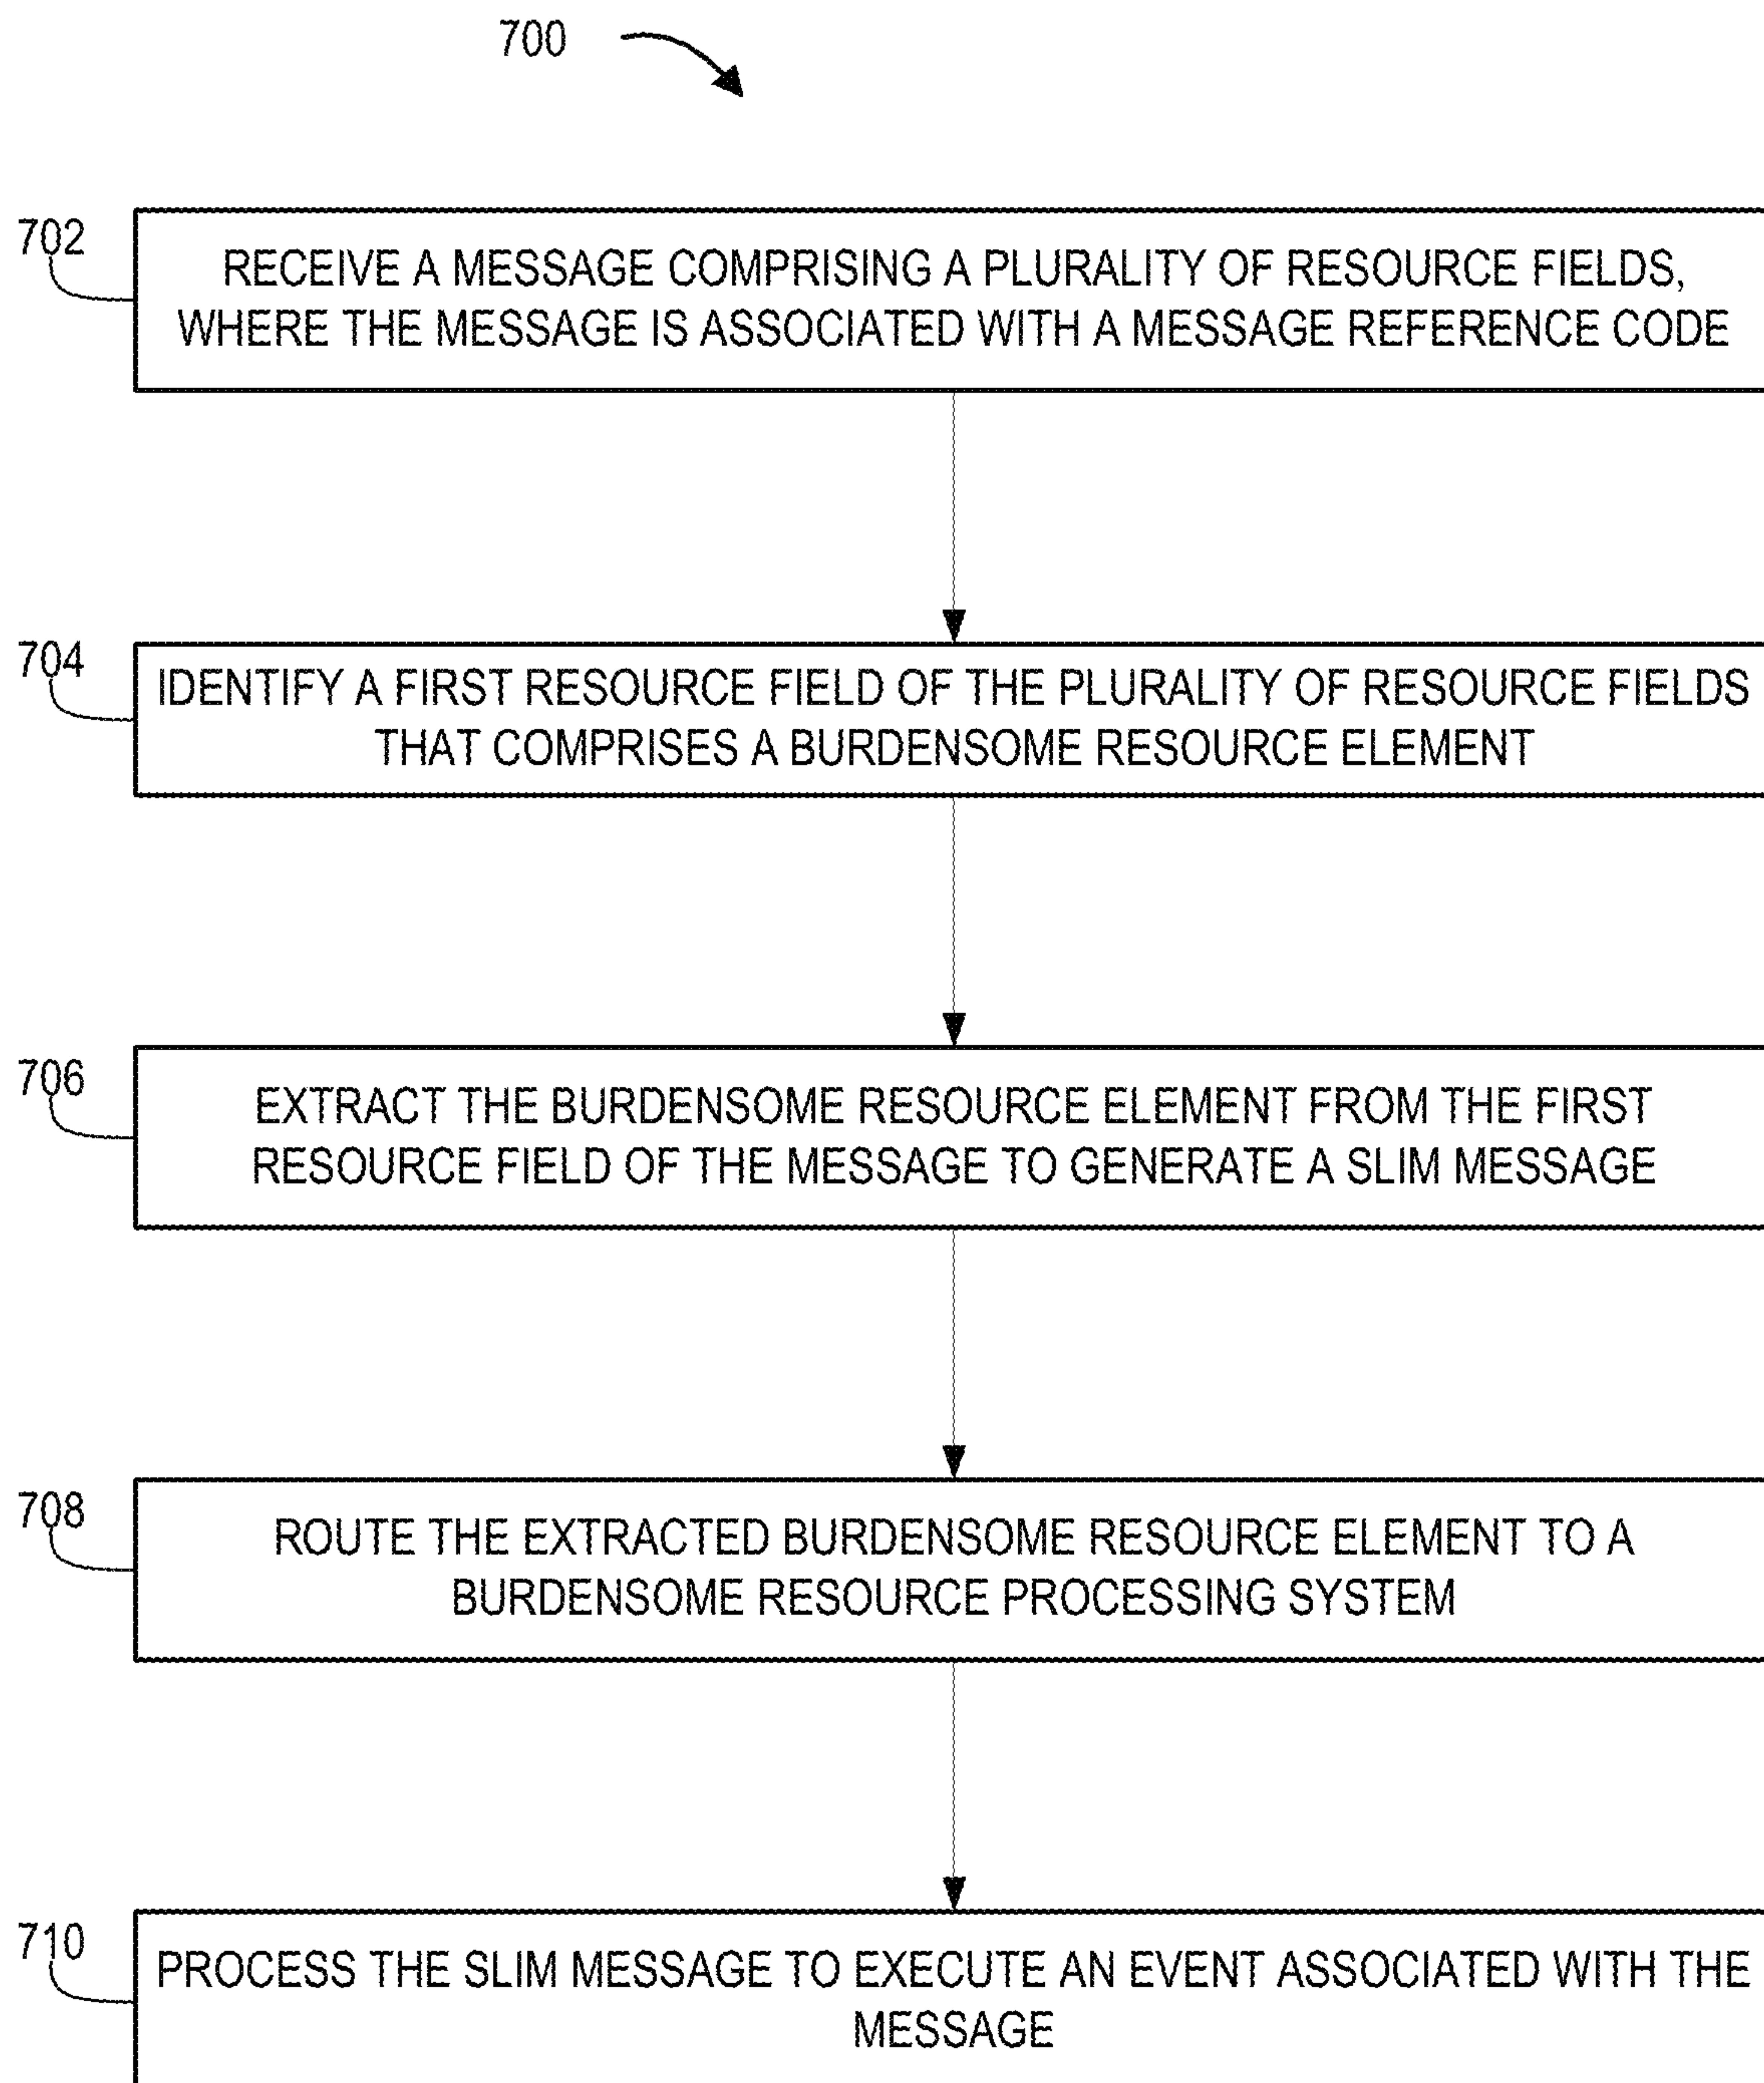 700
702
RECEIVE A MESSAGE COMPRISING A PLURALITY OF RESOURCE FIELDS,
WHERE THE MESSAGE IS ASSOCIATED WITH A MESSAGE REFERENCE CODE
704
IDENTIFY A FIRST RESOURCE FIELD OF THE PLURALITY OF RESOURCE FIELDS
THAT COMPRISES A BURDENSOME RESOURCE ELEMENT
706
EXTRACT THE BURDENSOME RESOURCE ELEMENT FROM THE FIRST
RESOURCE FIELD OF THE MESSAGE TO GENERATE A SLIM MESSAGE
708
ROUTE THE EXTRACTED BURDENSOME RESOURCE ELEMENT TO A
BURDENSOME RESOURCE PROCESSING SYSTEM
710
PROCESS THE SLIM MESSAGE TO EXECUTE AN EVENT ASSOCIATED WITH THE
MESSAGE